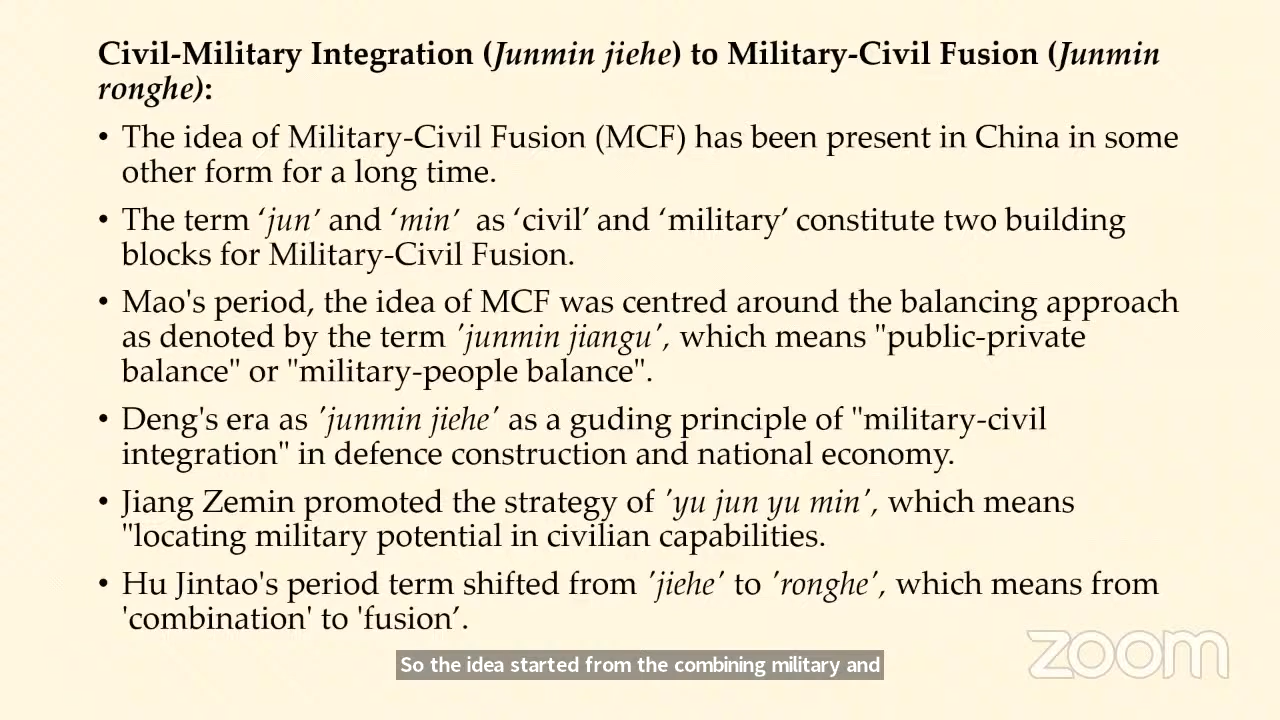 Civil-Military Integration (Junmin jiehe) to Military-Civil Fusion (Junmin
ronghe):
• The idea of Military-Civil Fusion (MCF) has been present in China in some
other form for a long time.
• The term ‘jun’ and ‘min’ as ‘civil’ and ‘military’ constitute two building
blocks for Military-Civil Fusion.
• Mao's period, the idea of MCF was centred around the balancing approach
as denoted by the term ’junmin jiangu’, which means "public-private
balance" or "military-people balance".
• Deng's era as ’junmin jiehe’ as a guding principle of "military-civil
integration" in defence construction and national economy.
• Jiang Zemin promoted the strategy of ’yu jun yu min’, which means
"locating military potential in civilian capabilities.
• Hu Jintao's period term shifted from ’jiehe’ to ’ronghe’, which means from
'combination' to 'fusion’.
So the idea started from the combining military and
zoom